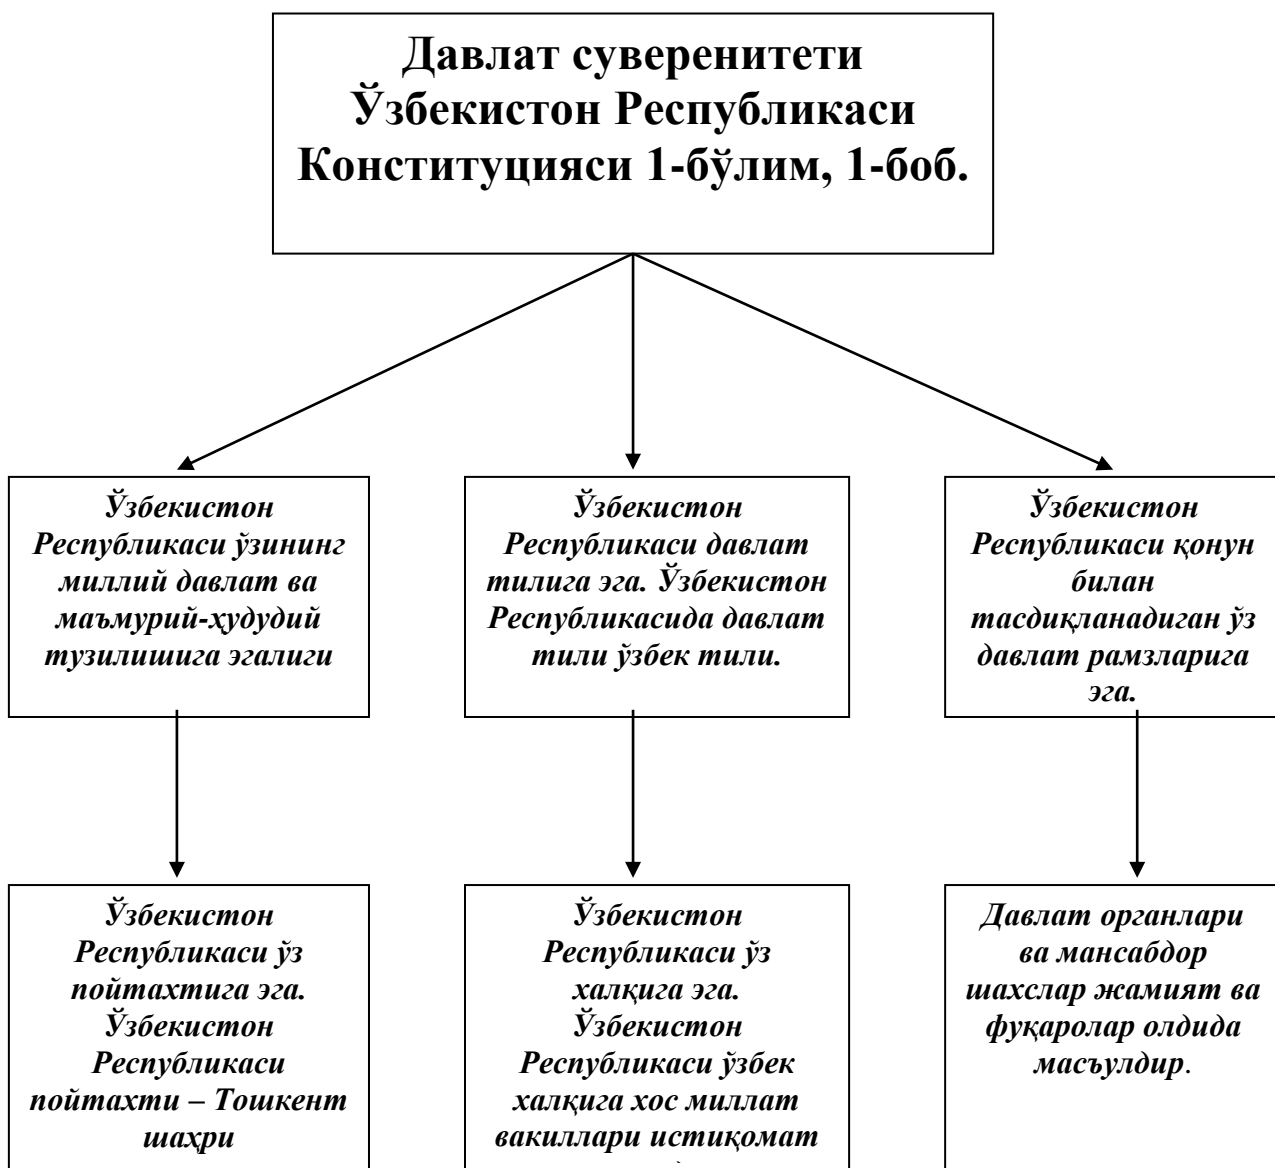 Давлат суверенитети
Ўзбекистон Республикаси
Конституцияси 1-бўлим, 1-боб.
Ўзбекистон
Республикаси ўзининг
миллий давлат ва
маъмурий-ҳудудий
тузилишига эгалиги
Ўзбекистон
Республикаси давлат
тилига эга. Ўзбекистон
Республикасида давлат
тили ўзбек тили.
Ўзбекистон
Республикаси қонун
билан
тасдиқланадиган ўз
давлат рамзларига
эга.
Ўзбекистон
Республикаси ўз
пойтахтига эга.
Ўзбекистон
Республикаси
пойтахти – Тошкент
шаҳри
Ўзбекистон
Республикаси ўз
халқига эга.
Ўзбекистон
Республикаси ўзбек
халқига хос миллат
вакиллари истиқомат
Давлат органлари
ва мансабдор
шахслар жамият ва
фуқаролар олдида
масъулдир.